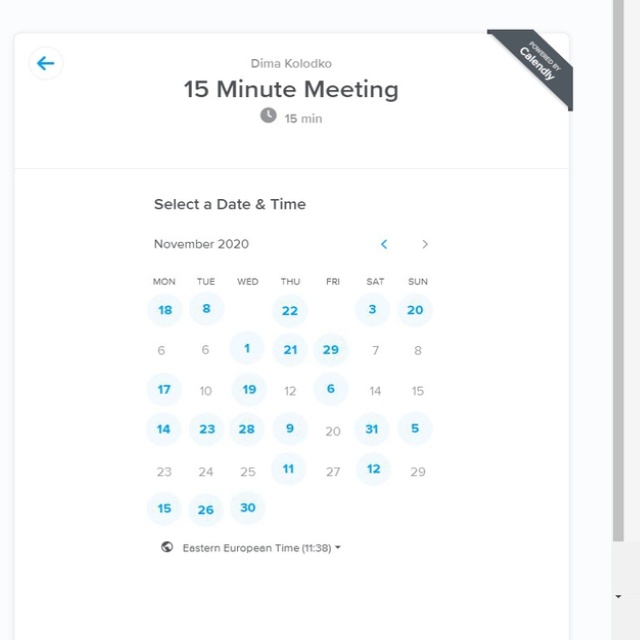 POWERED BY
Calendly
Dima Kolodko
15 Minute Meeting
15 min
Select a Date & Time
November 2020
MON TUE WED THU FRI SAT SUN
18 8 22 3 20
6 6 1 21 29 7 8
17 10 19 12 6 14 15
14 23 28 9 20 31 5
23 24 25 11 27 12 29
15 26 30
Eastern European Time (11:38)